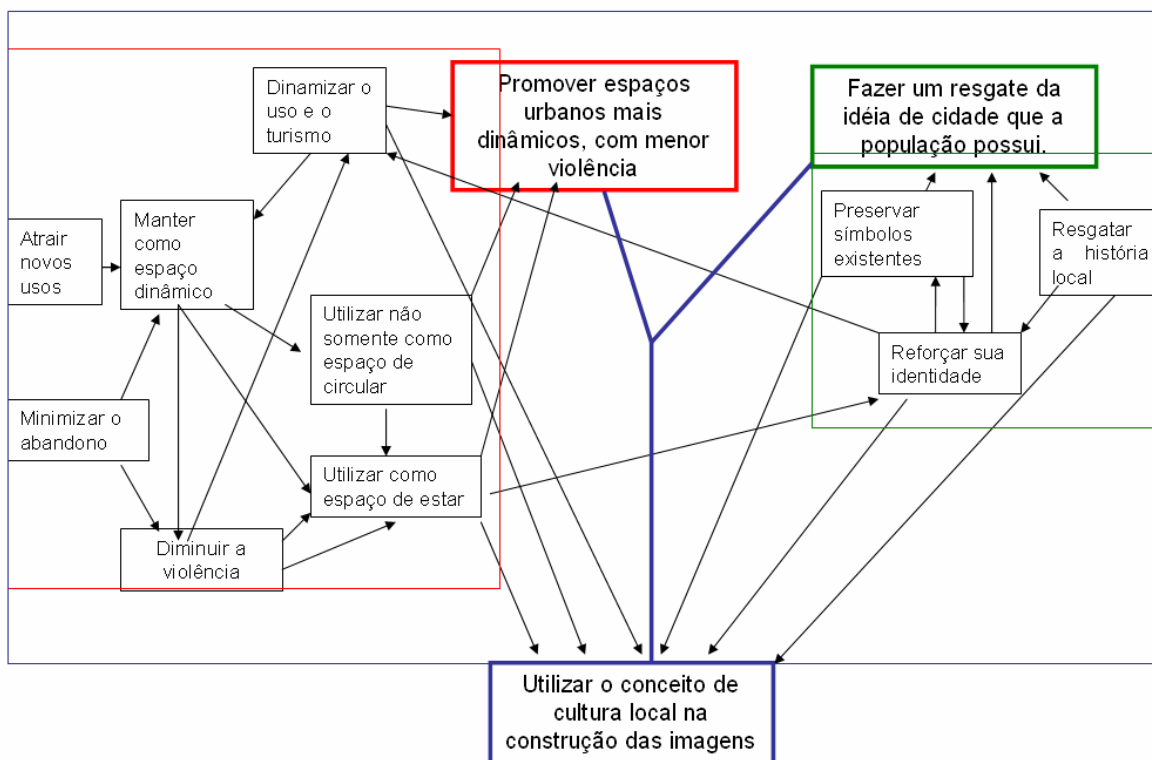 Dinamizar o
uso e o
turismo
Promover espaços
urbanos mais
dinâmicos, com menor
violência
Fazer um resgate da
idéia de cidade que a
população possui.
Atrair
novos
usos
Manter
como
espaço
dinâmico
Preservar
símbolos
existentes
Resgatar
a história
local
Utilizar não
somente como
espaço de
circular
Reforçar sua
identidade
Minimizar o
abandono
Utilizar como
espaço de estar
Diminuir a
violência
Utilizar o conceito de
cultura local na
construção das imagens